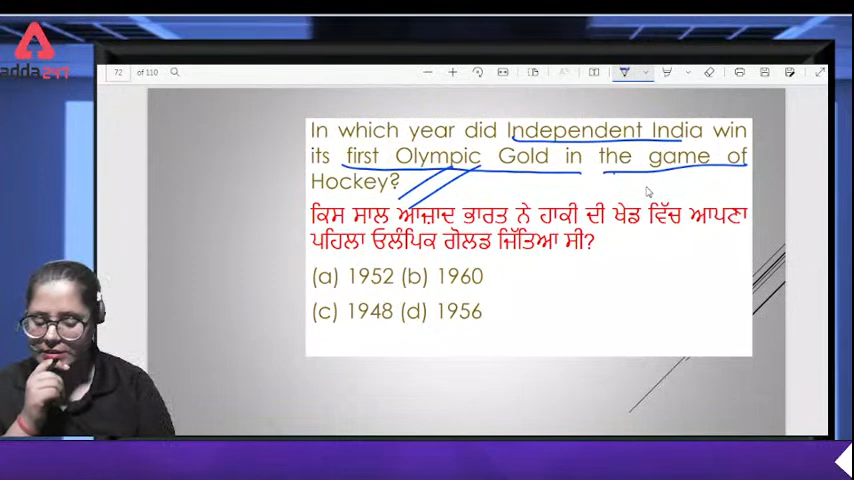 adda247
72 of 110
In which year did Independent India win
its first Olympic Gold in the game of
Hockey?
ਕਿਸ ਸਾਲ ਆਜ਼ਾਦ ਭਾਰਤ ਨੇ ਹਾਕੀ ਦੀ ਖੇਡ ਵਿੱਚ ਆਪਣਾ
ਪਹਿਲਾ ਓਲੰਪਿਕ ਗੋਲਡ ਜਿੱਤਿਆ ਸੀ?
(a) 1952 (b) 1960
(c) 1948 (d) 1956